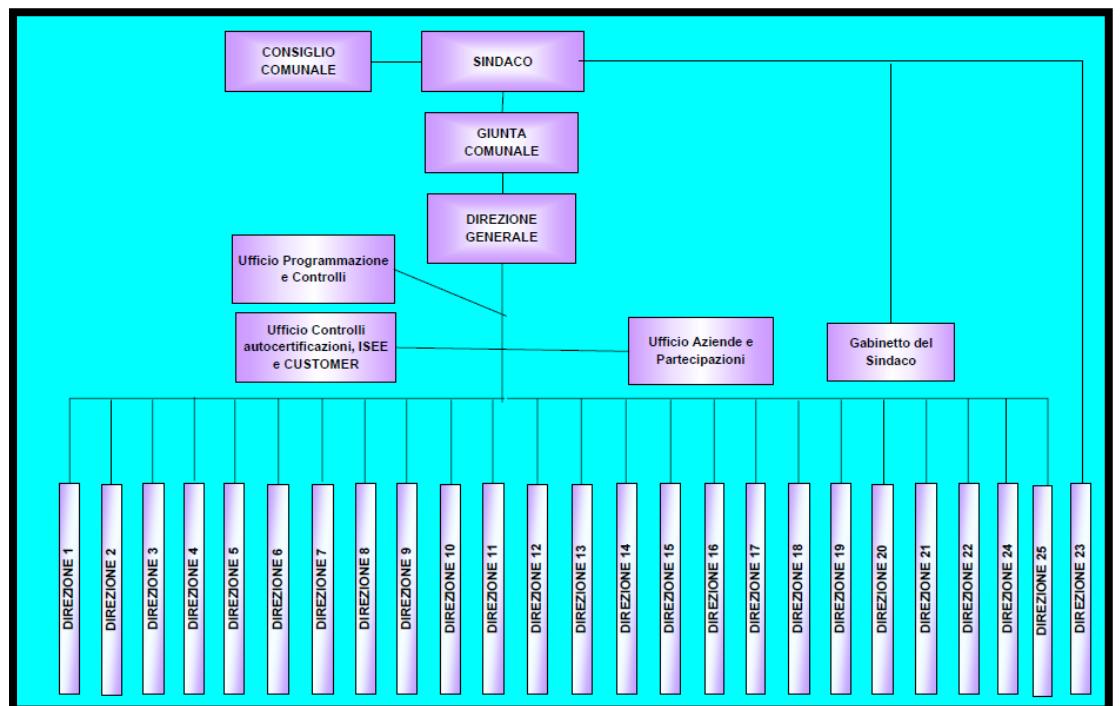 CONSIGLIO
COMUNALE
SINDACO
GIUNTA
COMUNALE
DIREZIONE
GENERALE
Ufficio Programmazione
e Controlli
Ufficio Controlli
autocertificazioni, ISEE
e CUSTOMER
Ufficio Aziende e
Partecipazioni
Gabinetto del
Sindaco
DIREZIONE 1
DIREZIONE 2
DIREZIONE 3
DIREZIONE 4
DIREZIONE 5
DIREZIONE 6
DIREZIONE 7
DIREZIONE 8
DIREZIONE 9
DIREZIONE 10
DIREZIONE 11
DIREZIONE 12
DIREZIONE 13
DIREZIONE 14
DIREZIONE 15
DIREZIONE 16
DIREZIONE 17
DIREZIONE 18
DIREZIONE 19
DIREZIONE 20
DIREZIONE 21
DIREZIONE 22
DIREZIONE 24
DIREZIONE 25
DIREZIONE 23